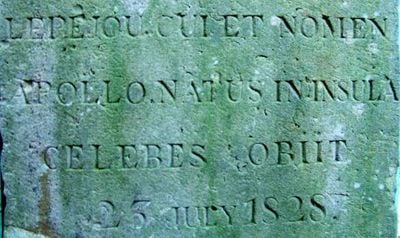 LEPEJOU. CUI ET NOMEN
APOLLO. NATUS IN INSULA
CELEBES OBIIT
23 JULY 1828.